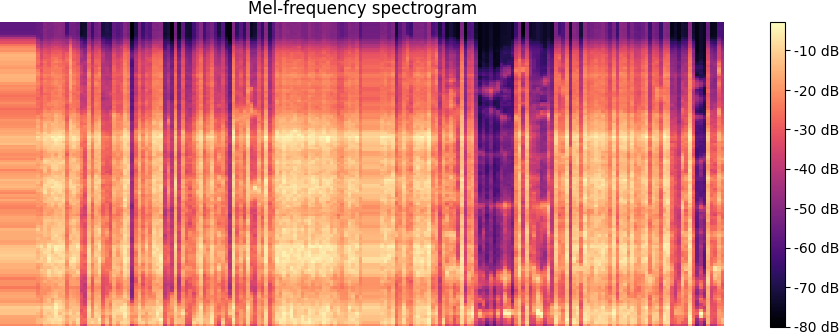 Mel-frequency spectrogram
-10 dB
-20 dB
-30 dB
-40 dB
-50 dB
-60 dB
-70 dB
-80 dB